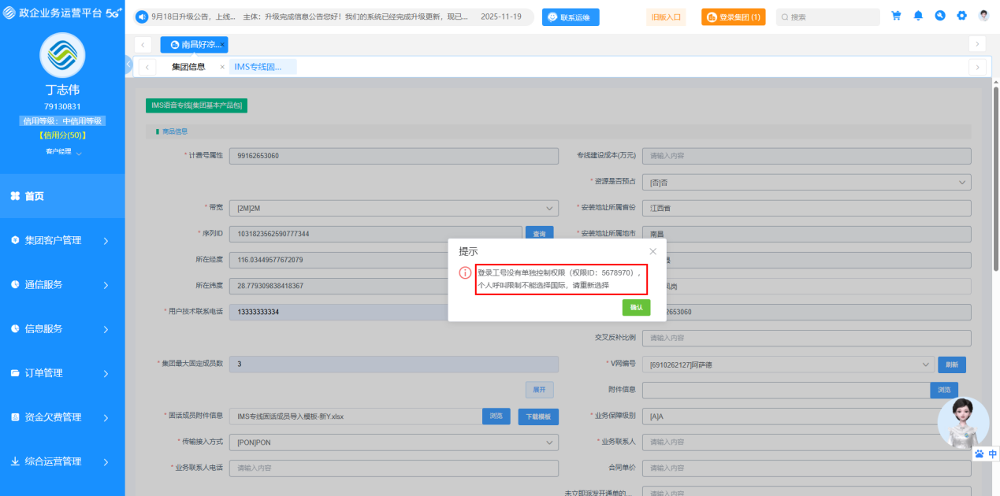 政企业务运营平台 5G
9月18日升级公告，上线... 主体：升级完成信息公告您好！我们的系统已经完成升级更新，现已... 2025-11-19
联系运维
旧版入口
登录集团 (1)
搜索
丁志伟
79130831
信用等级：中信用等级
【信用分(50)】
客户经理
首页
集团客户管理
通信服务
信息服务
订单管理
资金欠费管理
综合运营管理
南昌好凉...×
集团信息 × IMS专线固...
IMS语音专线[集团基本产品包]
商品信息
* 计费号属性 99162653060
专线建设成本(万元) 请输入内容
* 资源是否预占 [否]否
* 带宽 [2M]2M
* 安装地址所属省份 江西省
* 序列ID 1031823562590777344 查询
* 安装地址所属地市 南昌
所在经度 116.03449577672079
县
所在纬度 28.779309838418367
岗
* 用户技术联系电话 13333333334
2653060
交叉反补比例 请输入内容
* 集团最大固定成员数 3
* V网编号 [6910262127]阿萨德 刷新
展开
附件信息 浏览
* 固话成员附件信息 IMS专线固话成员导入模板-新Y.xlsx 浏览 下载模板
* 业务保障级别 [A]A
* 传输接入方式 [PON]PON
* 业务联系人 请输入内容
* 业务联系人电话 请输入内容
合同单价 请输入内容
未立即派发开通单的... 请输入内容
提示
登录工号没有单独控制权限（权限ID：5678970），
个人呼叫限制不能选择国际，请重新选择
确认
中